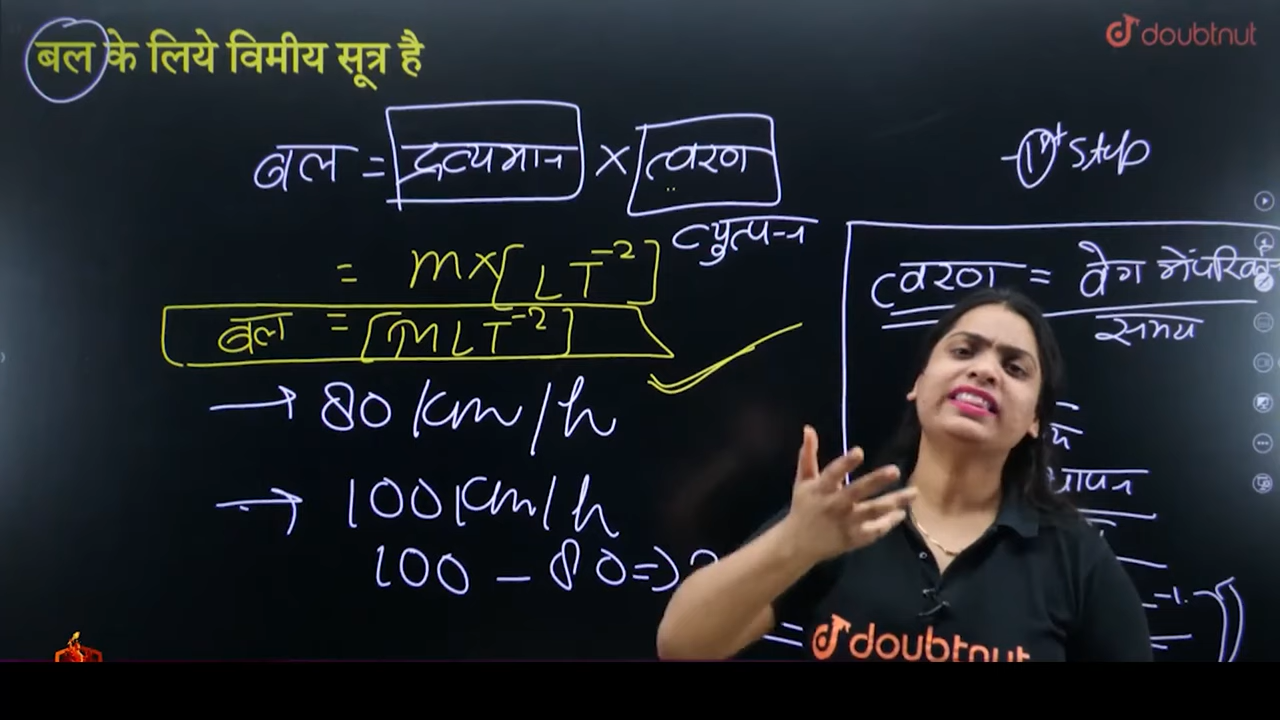 बल के लिये विमीय सूत्र है
doubtnut
बल = द्रव्यमान × त्वरण
1st step
व्युत्पन्न
= M×[LT⁻²]
बल = [MLT⁻²]
त्वरण = वेग में
समय
→ 80 km/h
→ 100 km/h
100 - 80 =>
doubtnut